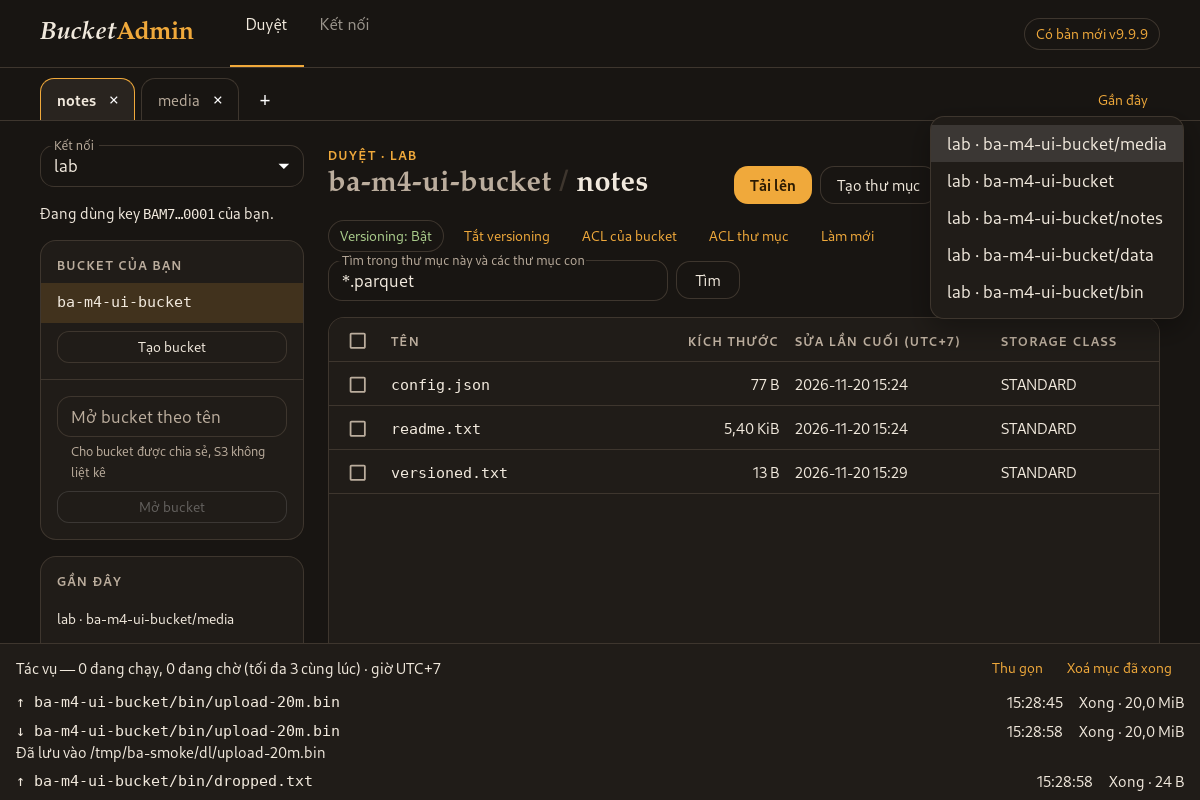 BucketAdmin
Duyệt
Kết nối
Có bản mới v9.9.9
notes ×
media ×
+
Gần đây
lab · ba-m4-ui-bucket/media
lab · ba-m4-ui-bucket
lab · ba-m4-ui-bucket/notes
lab · ba-m4-ui-bucket/data
lab · ba-m4-ui-bucket/bin
Kết nối
lab
Đang dùng key BAM7…0001 của bạn.
BUCKET CỦA BẠN
ba-m4-ui-bucket
Tạo bucket
Mở bucket theo tên
Cho bucket được chia sẻ, S3 không
liệt kê
Mở bucket
GẦN ĐÂY
lab · ba-m4-ui-bucket/media
DUYỆT · LAB
ba-m4-ui-bucket / notes
Tải lên
Tạo thư mục
Versioning: Bật
Tắt versioning
ACL của bucket
ACL thư mục
Làm mới
Tìm trong thư mục này và các thư mục con
*.parquet
Tìm
TÊN KÍCH THƯỚC SỬA LẦN CUỐI (UTC+7) STORAGE CLASS
config.json 77 B 2026-11-20 15:24 STANDARD
readme.txt 5,40 KiB 2026-11-20 15:24 STANDARD
versioned.txt 13 B 2026-11-20 15:29 STANDARD
Tác vụ — 0 đang chạy, 0 đang chờ (tối đa 3 cùng lúc) · giờ UTC+7
Thu gọn
Xoá mục đã xong
↑ ba-m4-ui-bucket/bin/upload-20m.bin 15:28:45 Xong · 20,0 MiB
↓ ba-m4-ui-bucket/bin/upload-20m.bin 15:28:58 Xong · 20,0 MiB
Đã lưu vào /tmp/ba-smoke/dl/upload-20m.bin
↑ ba-m4-ui-bucket/bin/dropped.txt 15:28:58 Xong · 24 B